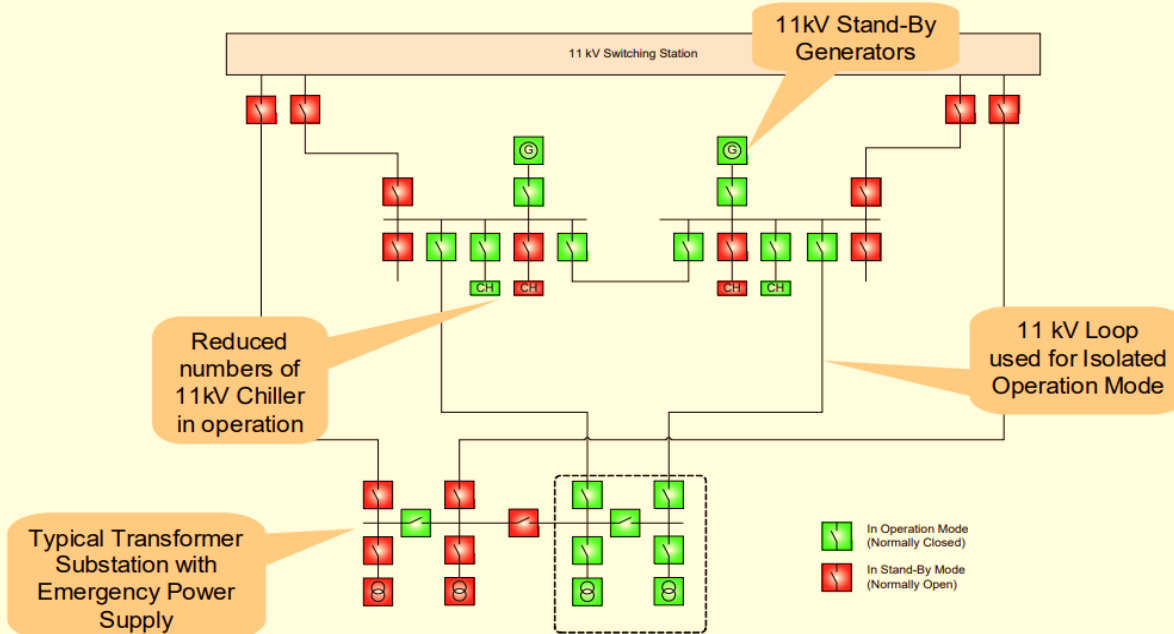 11kV Stand-By
Generators
11 kV Switching Station
G
G
CH
CH
CH
CH
Reduced
numbers of
11kV Chiller
in operation
11 kV Loop
used for Isolated
Operation Mode
Typical Transformer
Substation with
Emergency Power
Supply
In Operation Mode
(Normally Closed)
In Stand-By Mode
(Normally Open)